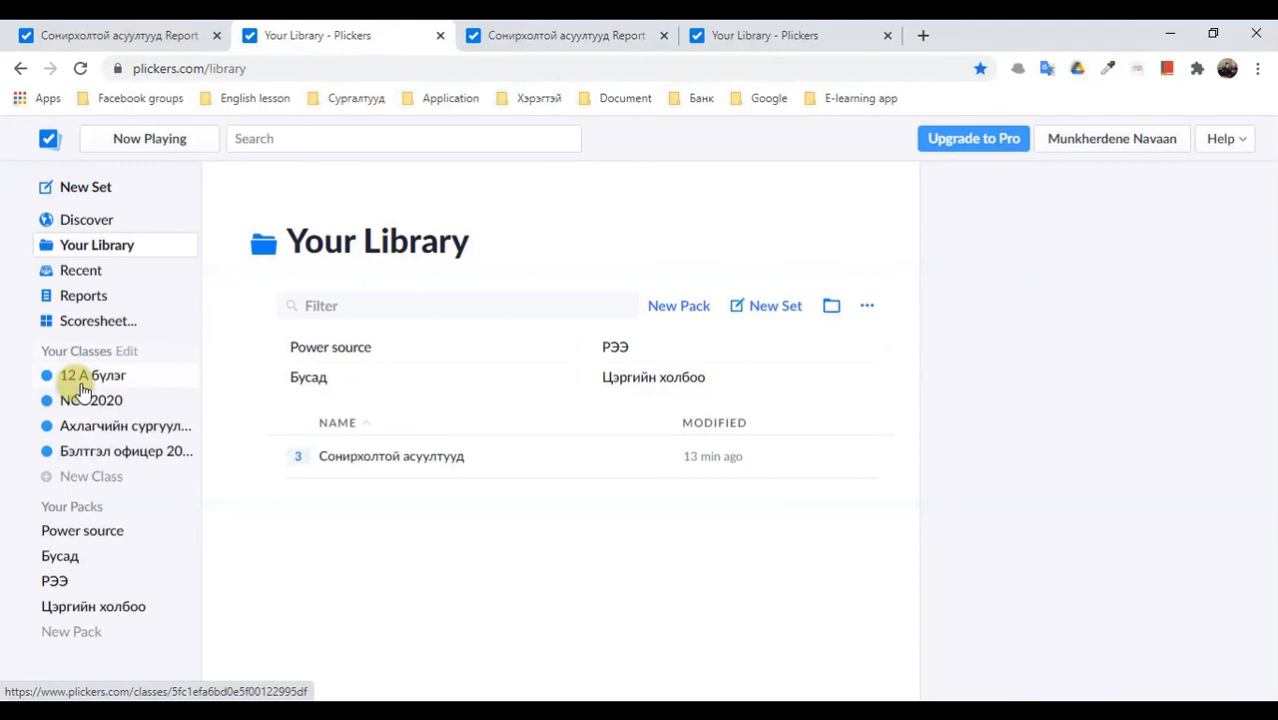 Сонирхолтой асуултууд Report
Your Library - Plickers
Сонирхолтой асуултууд Report
Your Library - Plickers
plickers.com/library
Apps
Facebook groups
English lesson
Сургалтууд
Application
Хэрэгтэй
Document
Банк
Google
E-learning app
Now Playing
Search
Upgrade to Pro
Munkherdene Navaan
Help
New Set
Discover
Your Library
Recent
Reports
Scoresheet...
Your Classes Edit
12 А бүлэг
2020
Ахлагчийн сургуул...
Бэлтгэл офицер 20...
New Class
Your Packs
Power source
Бусад
РЭЭ
Цэргийн холбоо
New Pack
Your Library
Filter
New Pack
New Set
Power source
РЭЭ
Бусад
Цэргийн холбоо
NAME
MODIFIED
3 Сонирхолтой асуултууд 13 min ago
https://www.plickers.com/classes/5fc1efa6bd0e5f00122995df